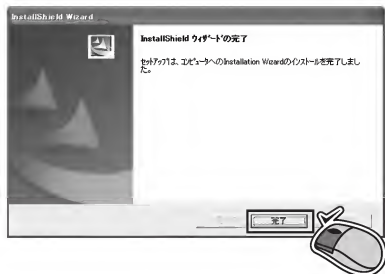 InstallShield Wizard
InstallShield ウィザードの完了
セットアップは、コンピュータへのInstallation Wizardのインストールを完了しまし
た。
完了